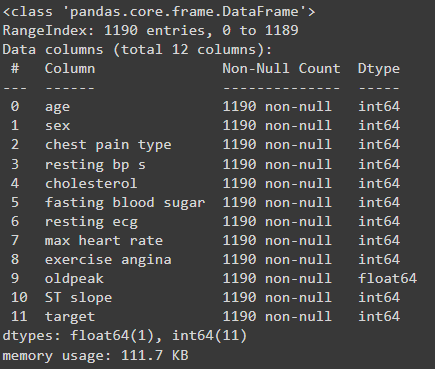 <class 'pandas.core.frame.DataFrame'>
RangeIndex: 1190 entries, 0 to 1189
Data columns (total 12 columns):
 #   Column               Non-Null Count  Dtype
---  ------               --------------  -----
 0   age                  1190 non-null   int64
 1   sex                  1190 non-null   int64
 2   chest pain type      1190 non-null   int64
 3   resting bp s         1190 non-null   int64
 4   cholesterol          1190 non-null   int64
 5   fasting blood sugar  1190 non-null   int64
 6   resting ecg          1190 non-null   int64
 7   max heart rate       1190 non-null   int64
 8   exercise angina      1190 non-null   int64
 9   oldpeak              1190 non-null   float64
 10  ST slope             1190 non-null   int64
 11  target               1190 non-null   int64
dtypes: float64(1), int64(11)
memory usage: 111.7 KB